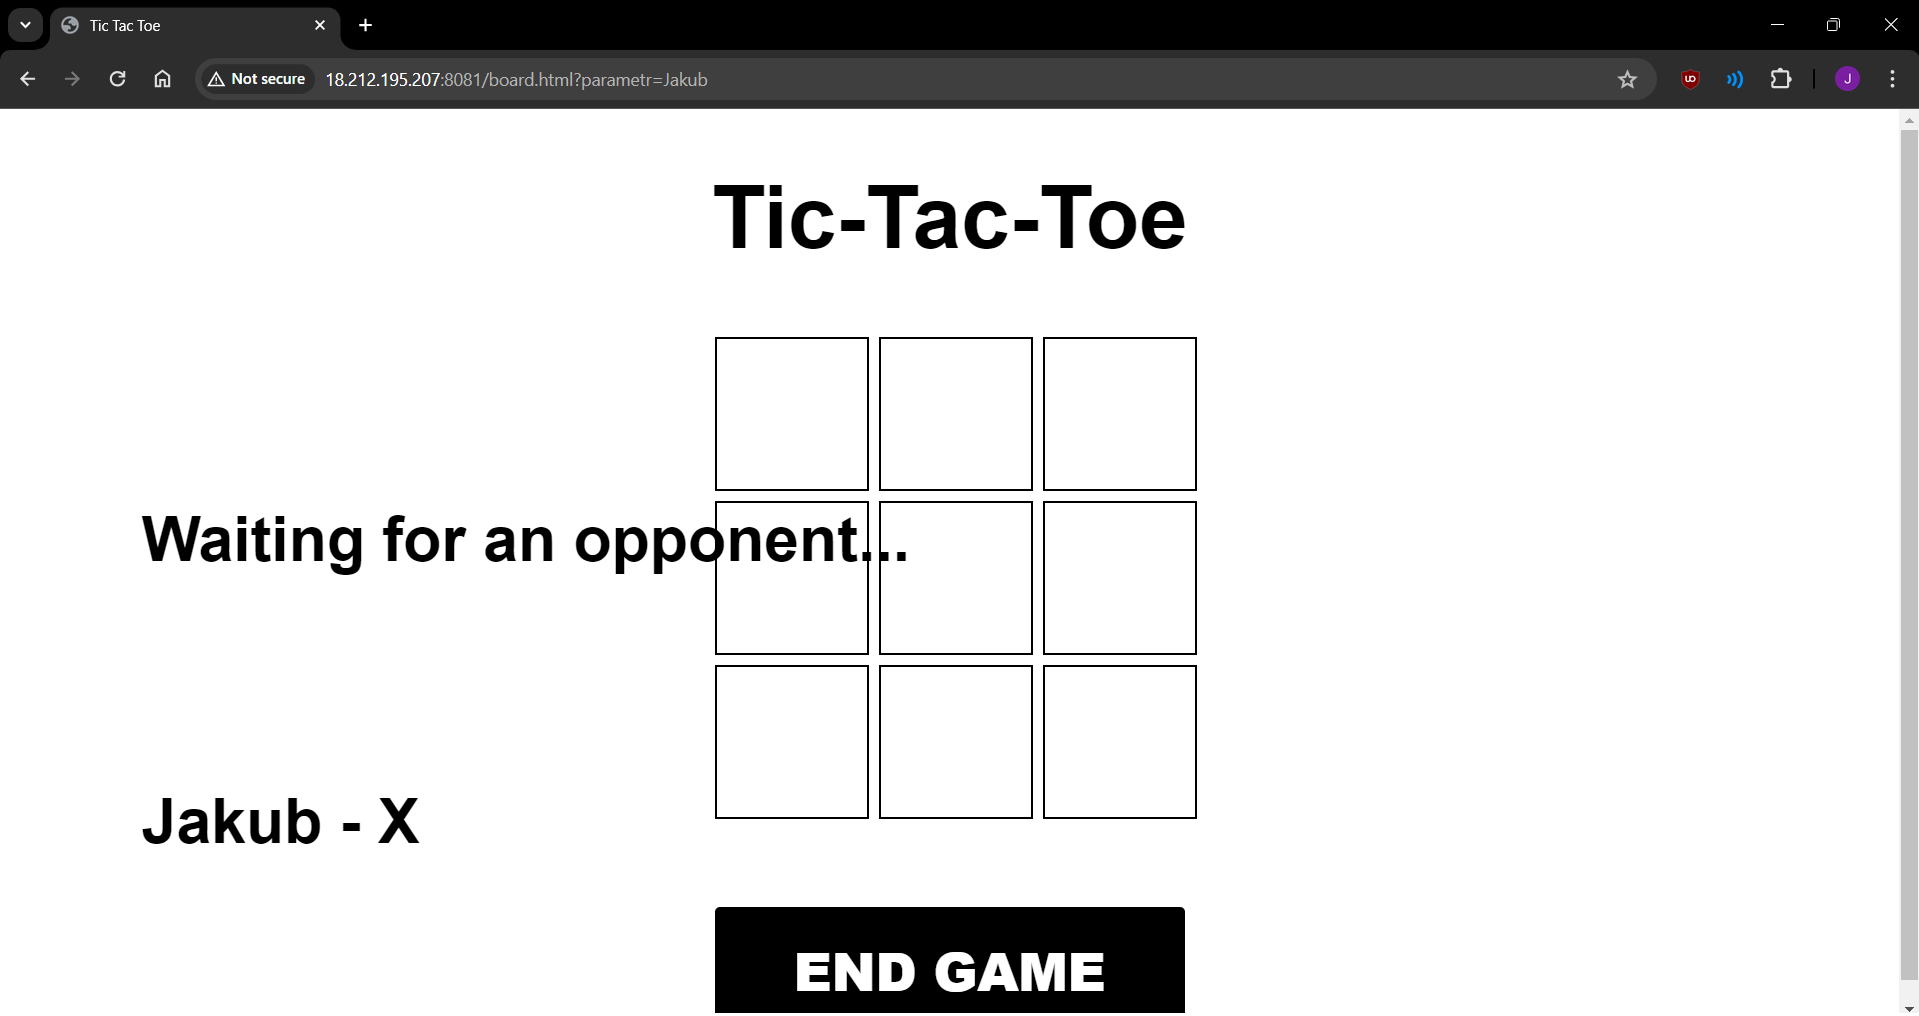 Tic Tac Toe
Not secure
18.212.195.207:8081/board.html?parametr=Jakub
UO
J
Tic-Tac-Toe
Waiting for an opponent...
Jakub - X
END GAME